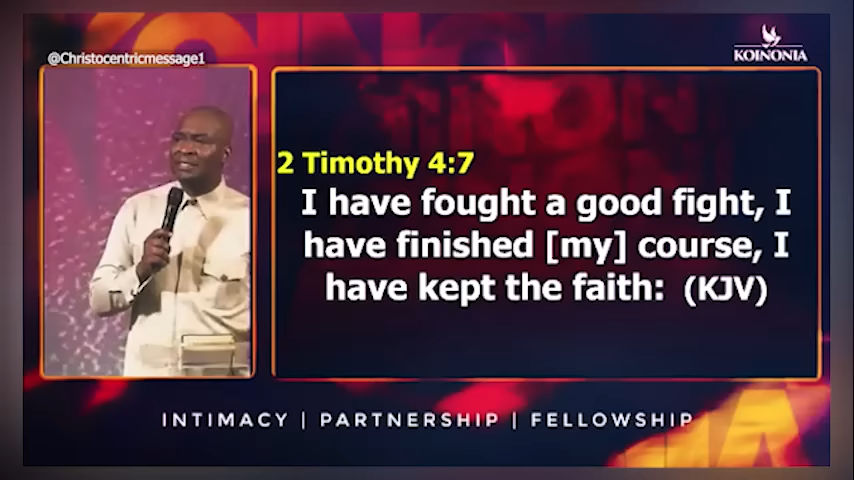 @Christocentricmessage1
KOINONIA
2 Timothy 4:7
I have fought a good fight, I
have finished [my] course, I
have kept the faith: (KJV)
INTIMACY | PARTNERSHIP | FELLOWSHIP